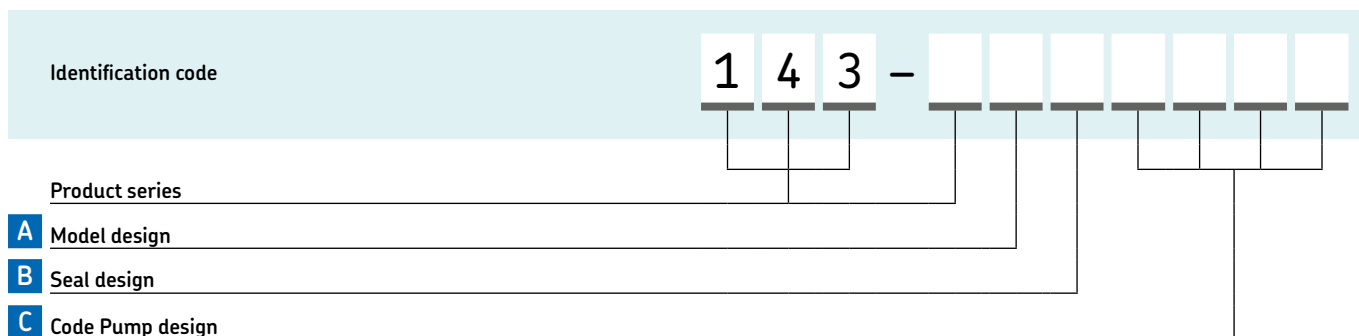 Identification code 1 4 3 –
Product series
A Model design
B Seal design
C Code Pump design